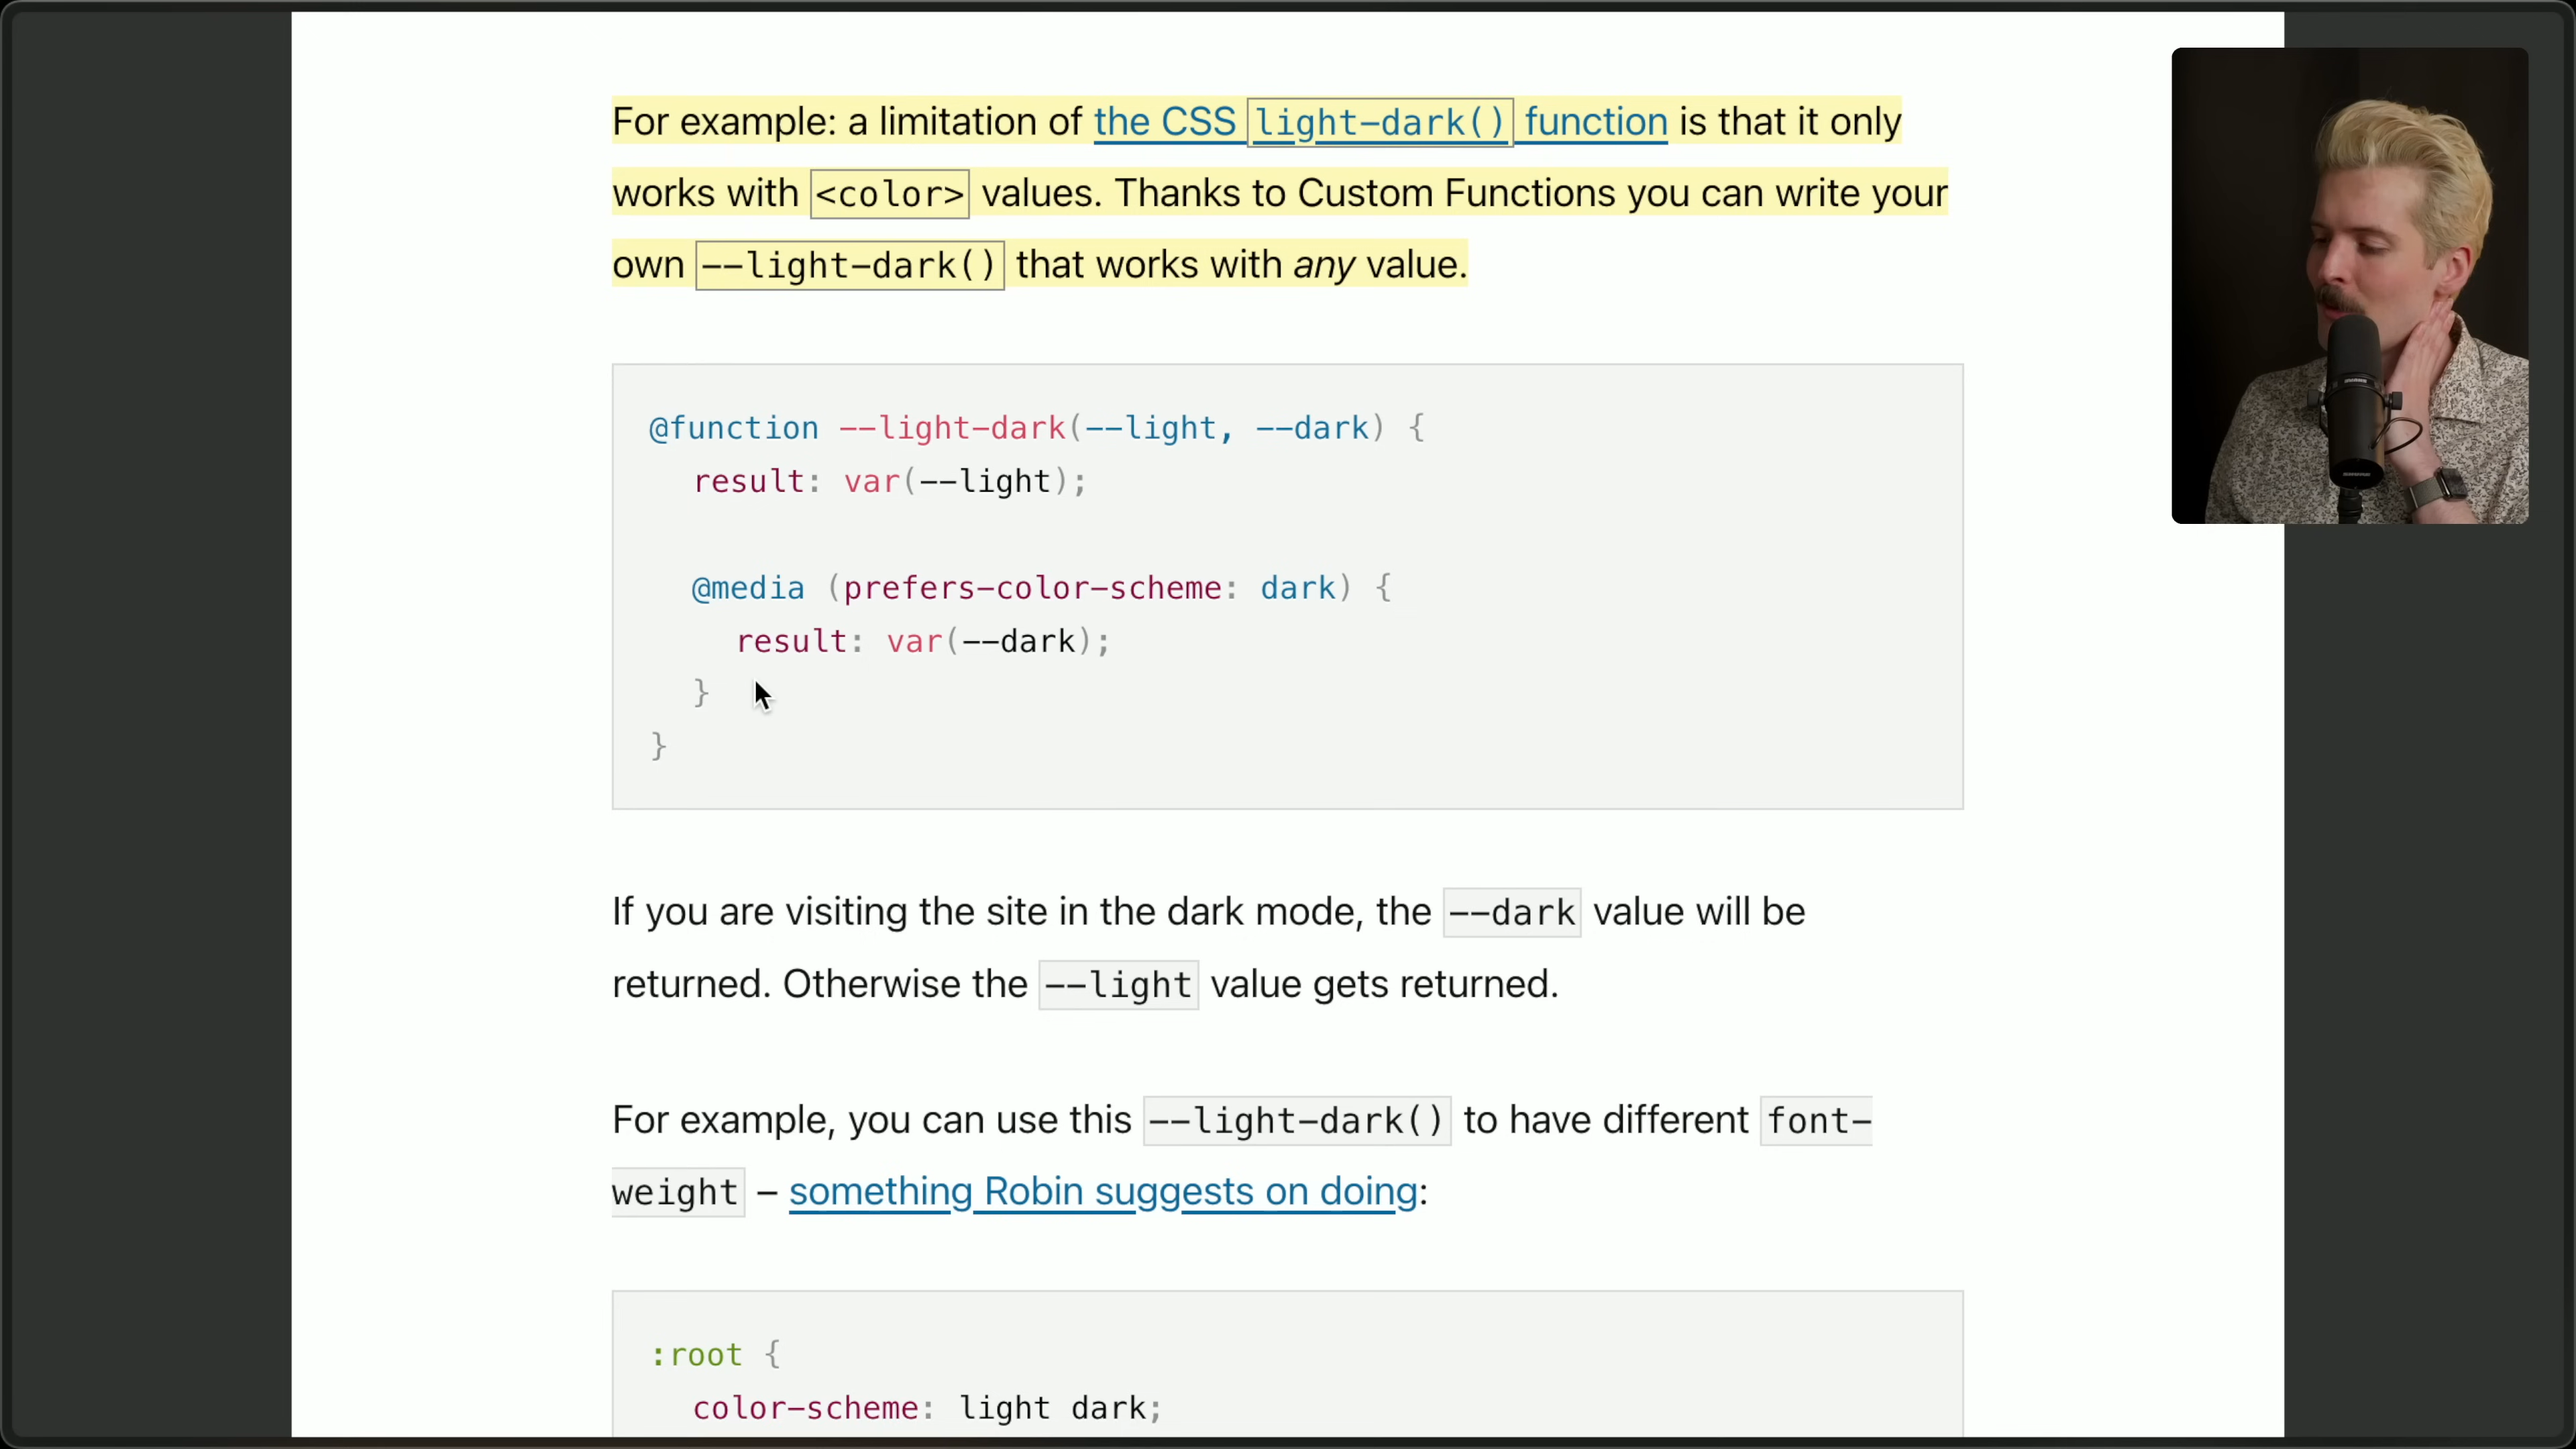 For example: a limitation of the CSS light-dark() function is that it only
works with <color> values. Thanks to Custom Functions you can write your
own --light-dark() that works with any value.
@function --light-dark(--light, --dark) {
result: var(--light);
@media (prefers-color-scheme: dark) {
result: var(--dark);
}
}
If you are visiting the site in the dark mode, the --dark value will be
returned. Otherwise the --light value gets returned.
For example, you can use this --light-dark() to have different font-
weight – something Robin suggests on doing:
:root {
color-scheme: light dark;